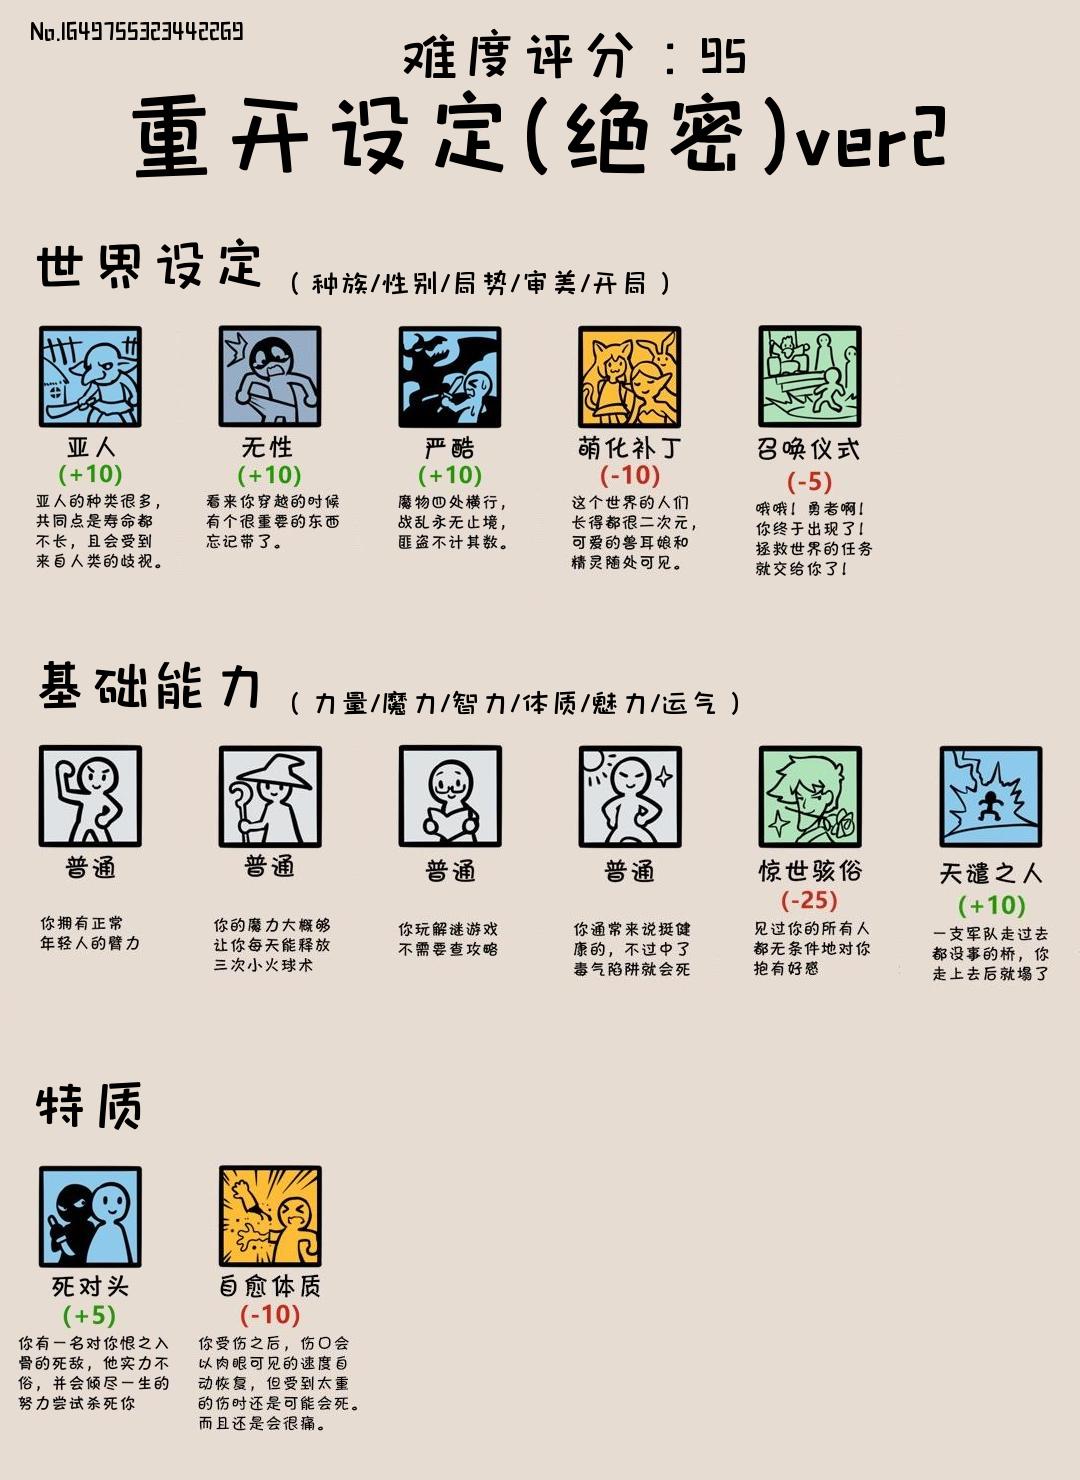 No.1649755323442269
难度评分：95
重开设定(绝密)ver2
世界设定（种族/性别/局势/审美/开局）
亚人
(+10)
亚人的种类很多，
共同点是寿命都
不长，且会受到
来自人类的歧视。
无性
(+10)
看来你穿越的时候
有个很重要的东西
忘记带了。
严酷
(+10)
魔物四处横行，
战乱永无止境，
匪盗不计其数。
萌化补丁
(-10)
这个世界的人们
长得都很二次元，
可爱的兽耳娘和
精灵随处可见。
召唤仪式
(-5)
哦哦！勇者啊！
你终于出现了！
拯救世界的任务
就交给你了！
基础能力（力量/魔力/智力/体质/魅力/运气）
普通
你拥有正常
年轻人的臂力
普通
你的魔力大概够
让你每天能释放
三次小火球术
普通
你玩解谜游戏
不需要查攻略
普通
你通常来说挺健
康的，不过中了
毒气陷阱就会死
惊世骇俗
(-25)
见过你的所有人
都无条件地对你
抱有好感
天谴之人
(+10)
一支军队走过去
都没事的桥，你
走上去后就塌了
特质
死对头
(+5)
你有一名对你恨之入
骨的死敌，他实力不
俗，并会倾尽一生的
努力尝试杀死你
自愈体质
(-10)
你受伤之后，伤口会
以肉眼可见的速度自
动恢复，但受到太重
的伤时还是可能会死。
而且还是会很痛。